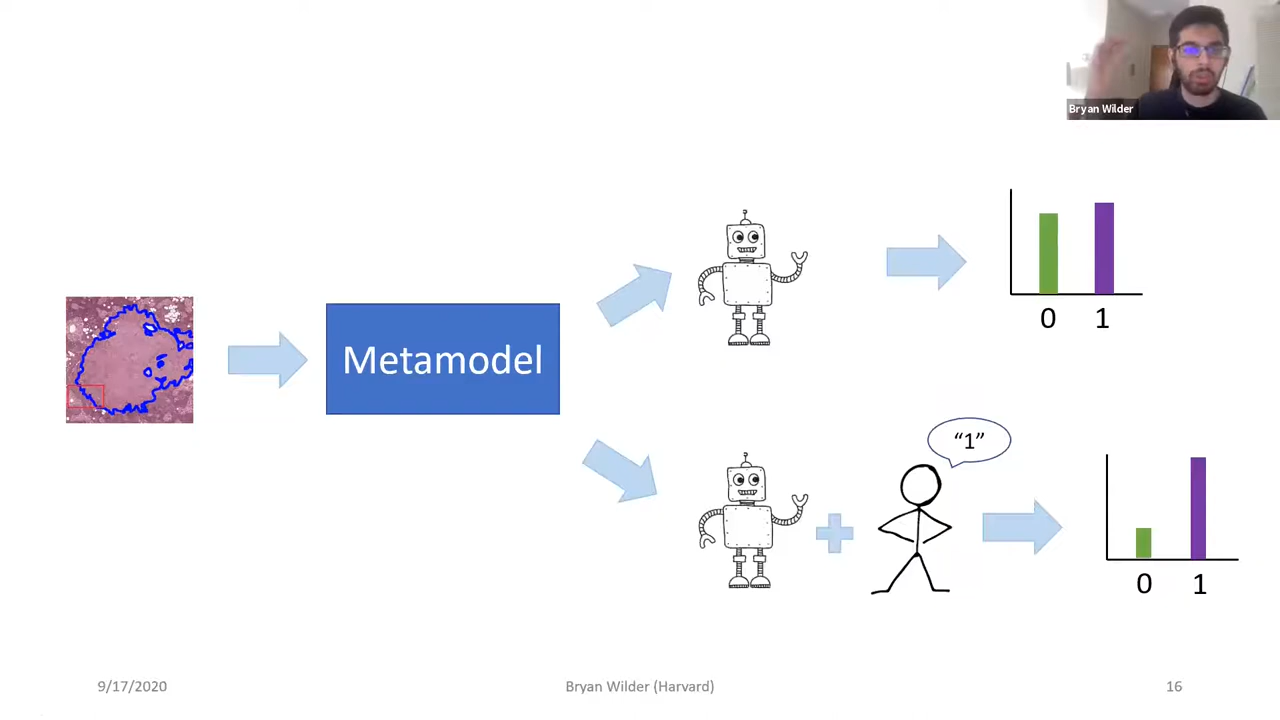 Bryan Wilder
0 1
Metamodel
“1”
0 1
9/17/2020
Bryan Wilder (Harvard)
16